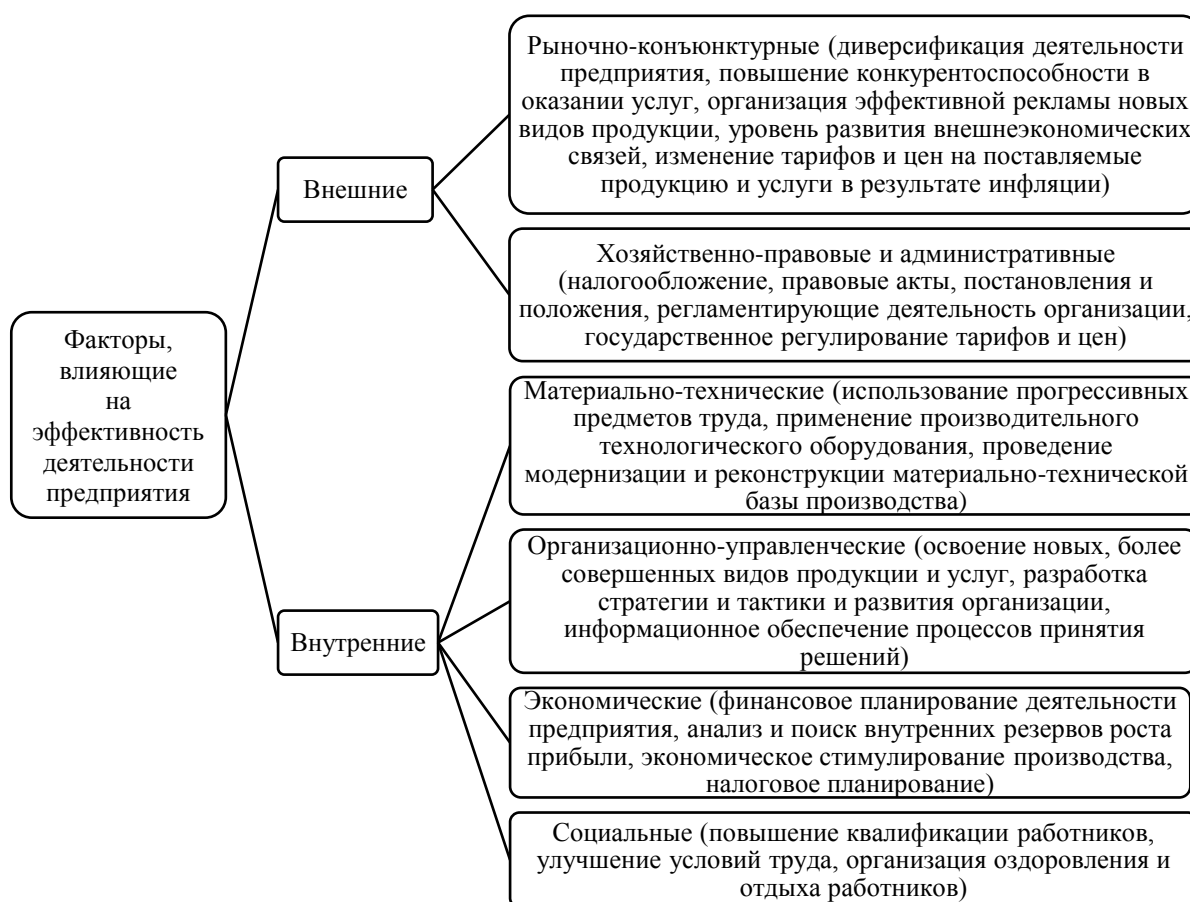 Факторы,
влияющие
на
эффективность
деятельности
предприятия
Внешние
Рыночно-конъюнктурные (диверсификация деятельности
предприятия, повышение конкурентоспособности в
оказании услуг, организация эффективной рекламы новых
видов продукции, уровень развития внешнеэкономических
связей, изменение тарифов и цен на поставляемые
продукцию и услуги в результате инфляции)
Хозяйственно-правовые и административные
(налогообложение, правовые акты, постановления и
положения, регламентирующие деятельность организации,
государственное регулирование тарифов и цен)
Внутренние
Материально-технические (использование прогрессивных
предметов труда, применение производительного
технологического оборудования, проведение
модернизации и реконструкции материально-технической
базы производства)
Организационно-управленческие (освоение новых, более
совершенных видов продукции и услуг, разработка
стратегии и тактики и развития организации,
информационное обеспечение процессов принятия
решений)
Экономические (финансовое планирование деятельности
предприятия, анализ и поиск внутренних резервов роста
прибыли, экономическое стимулирование производства,
налоговое планирование)
Социальные (повышение квалификации работников,
улучшение условий труда, организация оздоровления и
отдыха работников)